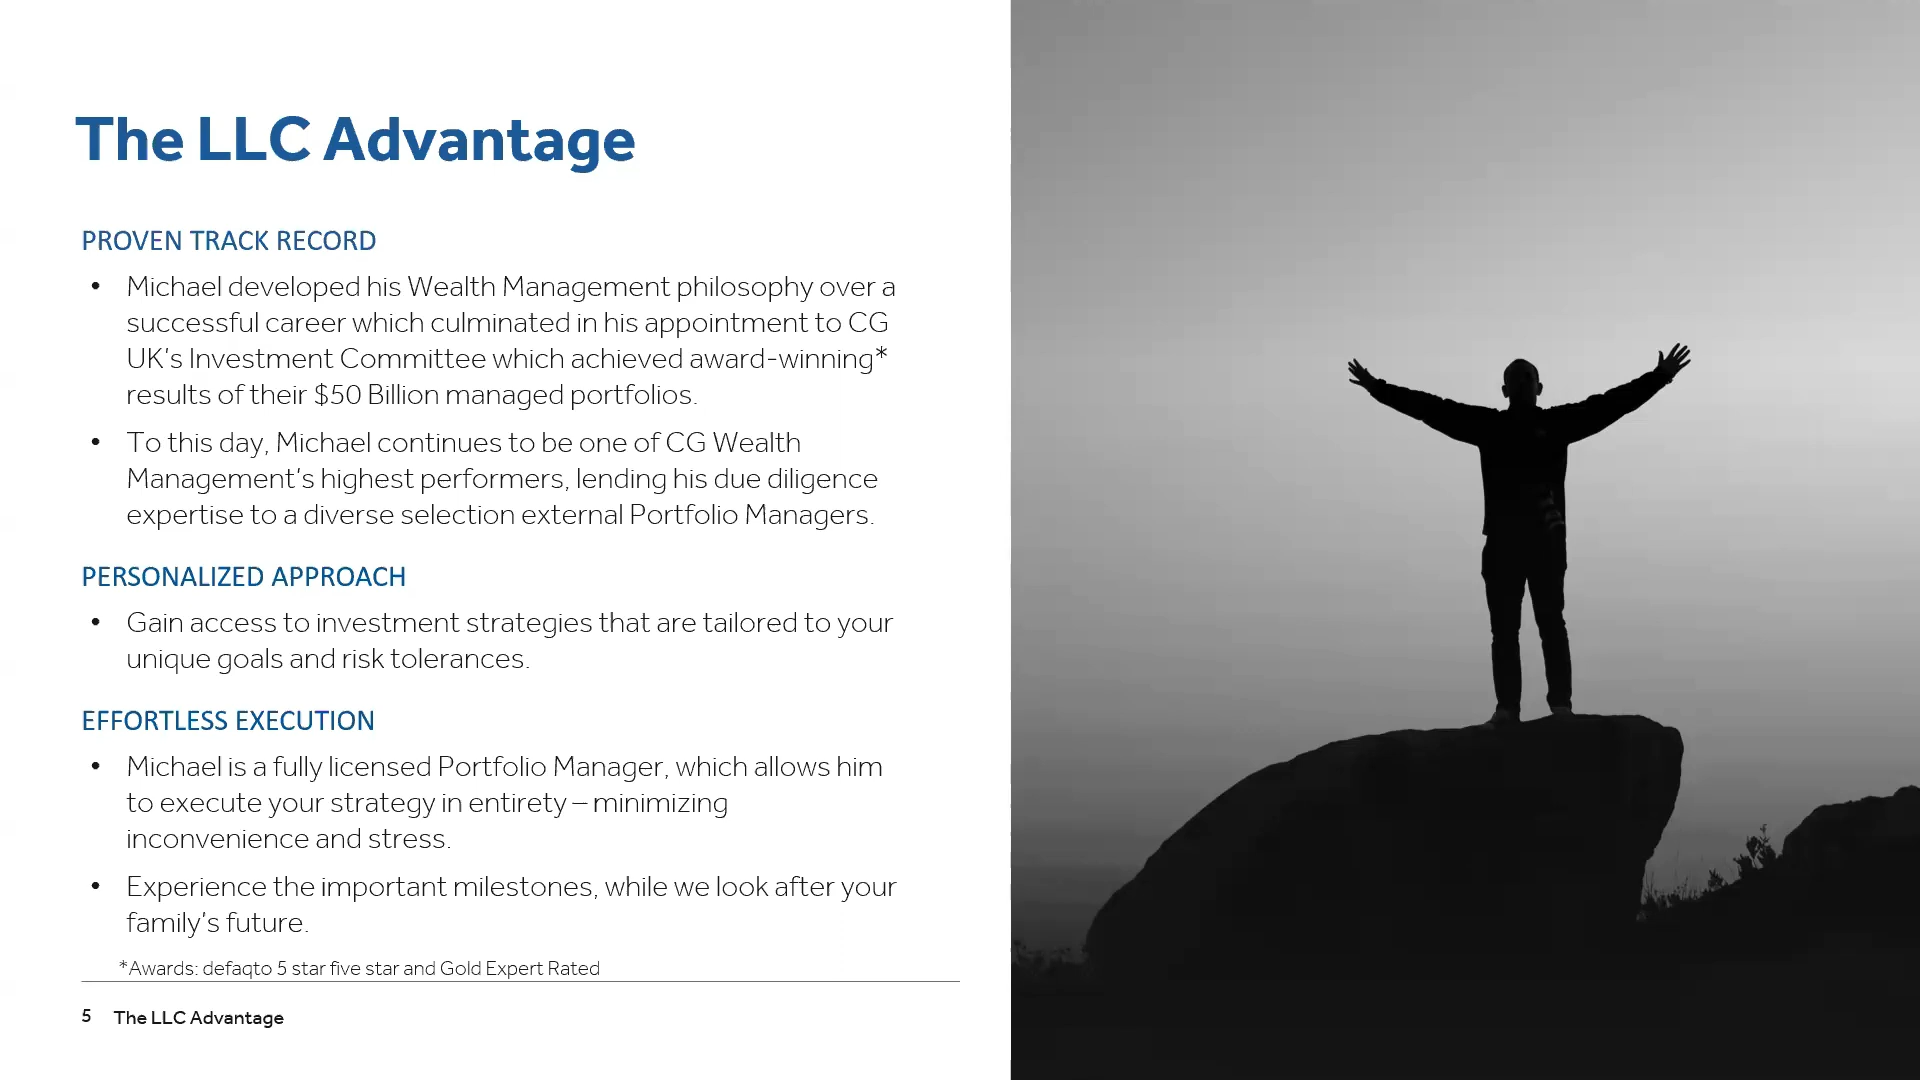 The LLC Advantage
PROVEN TRACK RECORD
• Michael developed his Wealth Management philosophy over a
successful career which culminated in his appointment to CG
UK's Investment Committee which achieved award-winning*
results of their $50 Billion managed portfolios.
• To this day, Michael continues to be one of CG Wealth
Management's highest performers, lending his due diligence
expertise to a diverse selection external Portfolio Managers.
PERSONALIZED APPROACH
• Gain access to investment strategies that are tailored to your
unique goals and risk tolerances.
EFFORTLESS EXECUTION
• Michael is a fully licensed Portfolio Manager, which allows him
to execute your strategy in entirety – minimizing
inconvenience and stress.
• Experience the important milestones, while we look after your
family's future.
*Awards: defaqto 5 star five star and Gold Expert Rated
5 The LLC Advantage